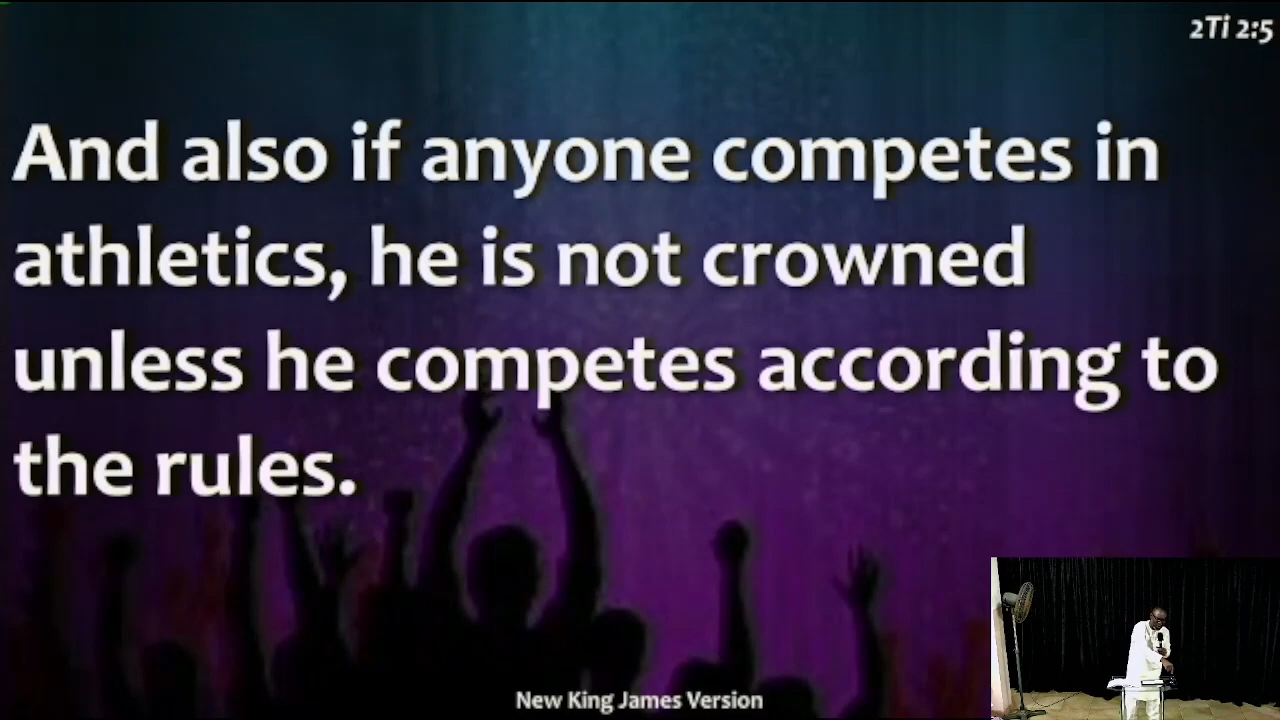 2Ti 2:5
And also if anyone competes in
athletics, he is not crowned
unless he competes according to
the rules.
New King James Version